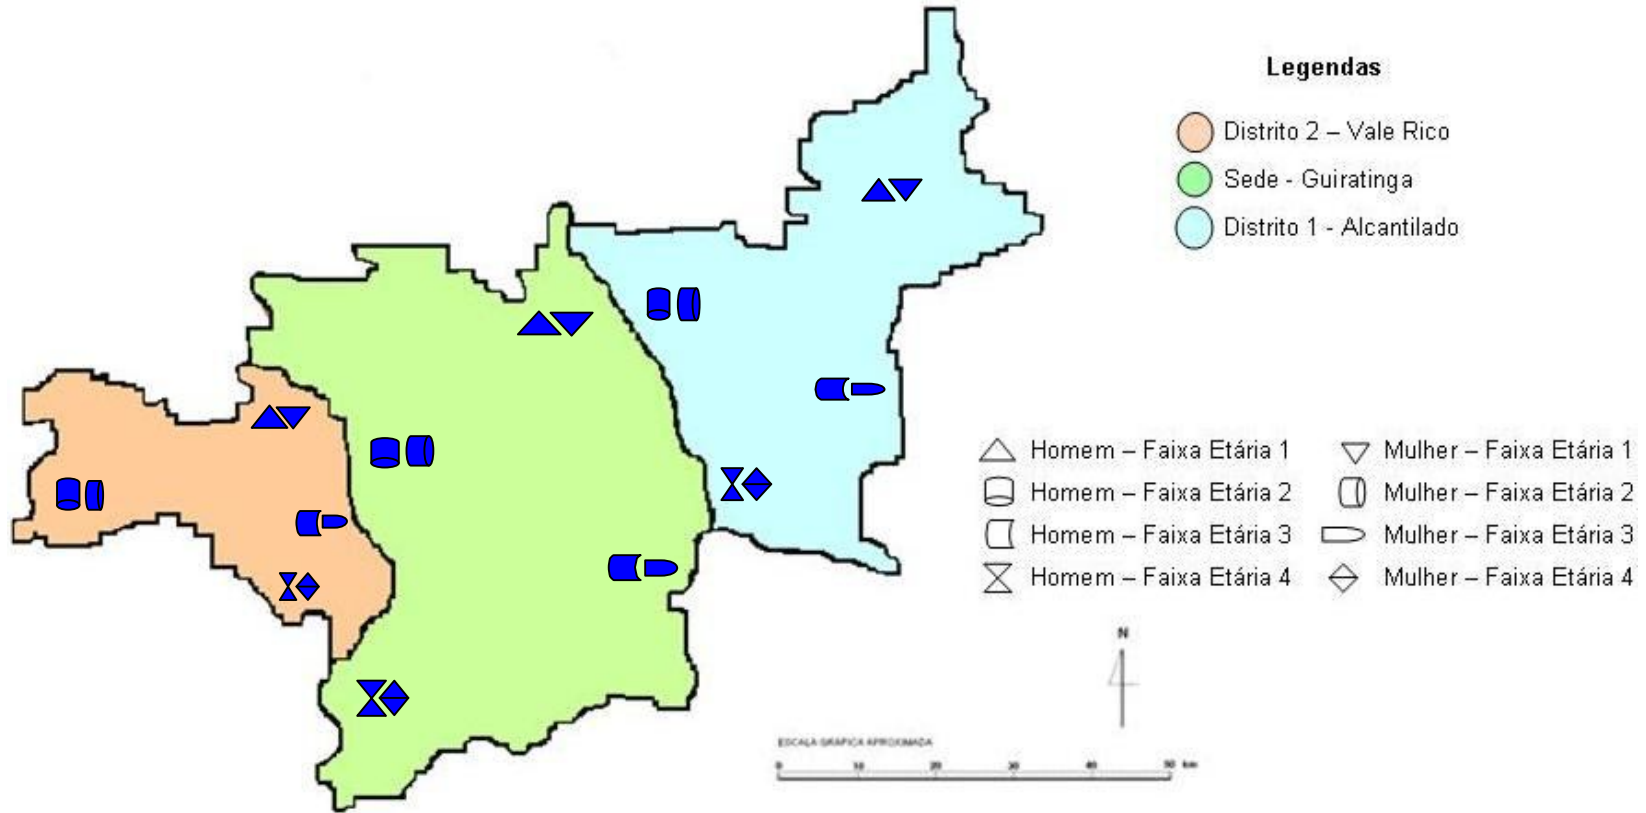 Legendas
Distrito 2 – Vale Rico
Sede - Guiratinga
Distrito 1 - Alcantilado
Homem – Faixa Etária 1
Mulher – Faixa Etária 1
Homem – Faixa Etária 2
Mulher – Faixa Etária 2
Homem – Faixa Etária 3
Mulher – Faixa Etária 3
Homem – Faixa Etária 4
Mulher – Faixa Etária 4
N
ESCALA GRÁFICA APROXIMADA
0 10 20 30 40 50 km